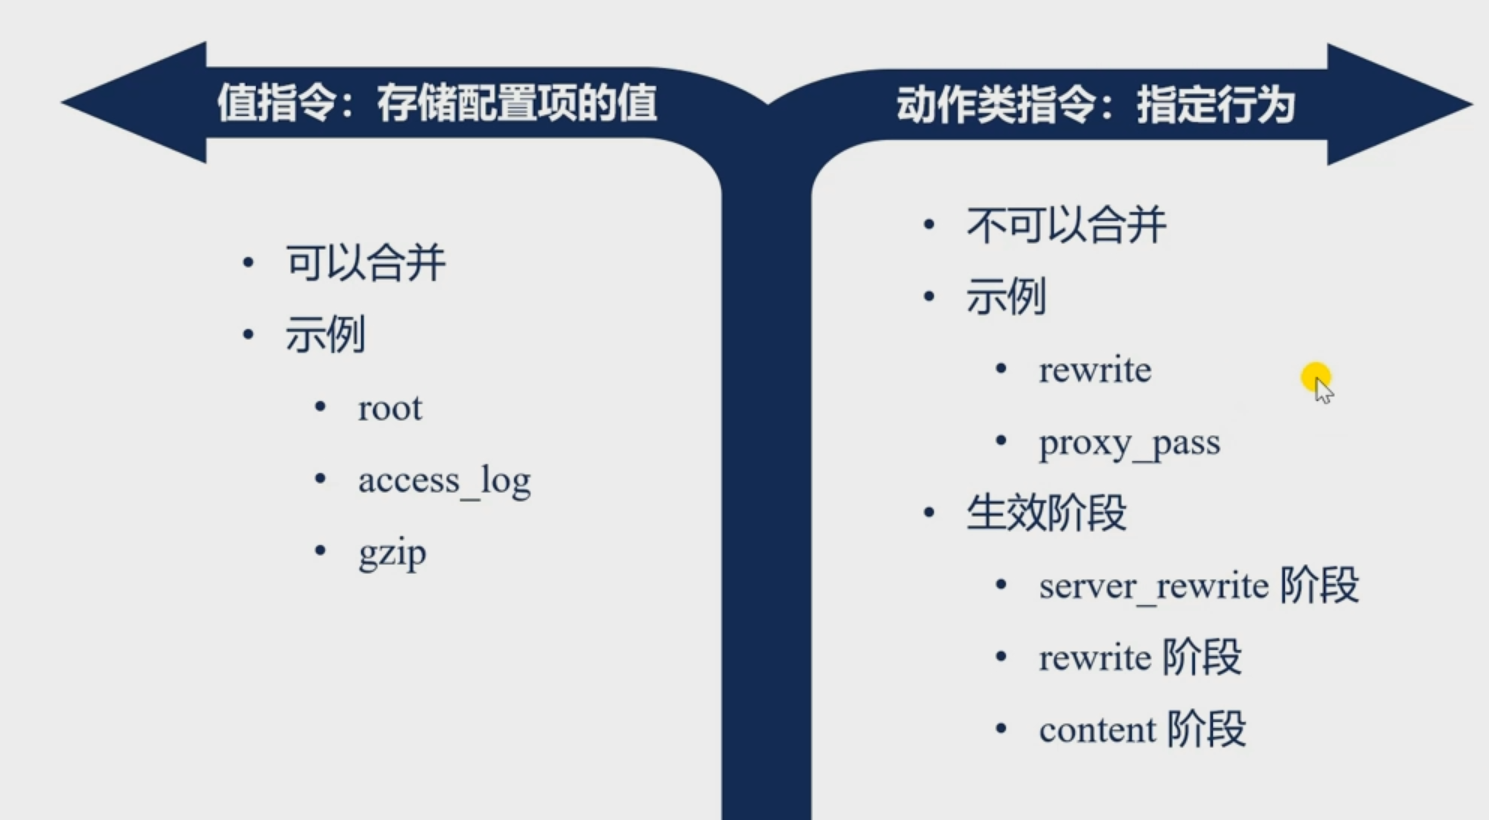 值指令：存储配置项的值
• 可以合并
• 示例
• root
• access_log
• gzip
动作类指令：指定行为
• 不可以合并
• 示例
• rewrite
• proxy_pass
• 生效阶段
• server_rewrite 阶段
• rewrite 阶段
• content 阶段